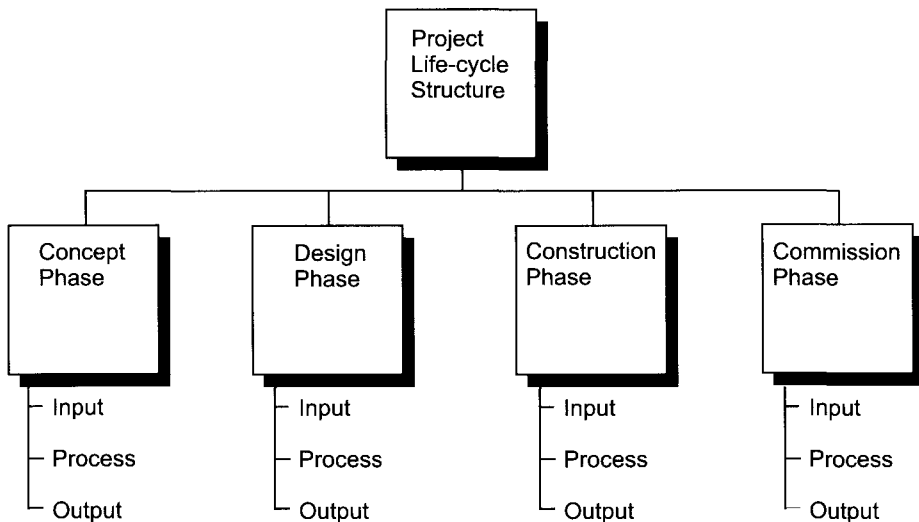 Project
Life-cycle
Structure
Concept
Phase
Design
Phase
Construction
Phase
Commission
Phase
Input
Process
Output
Input
Process
Output
Input
Process
Output
Input
Process
Output